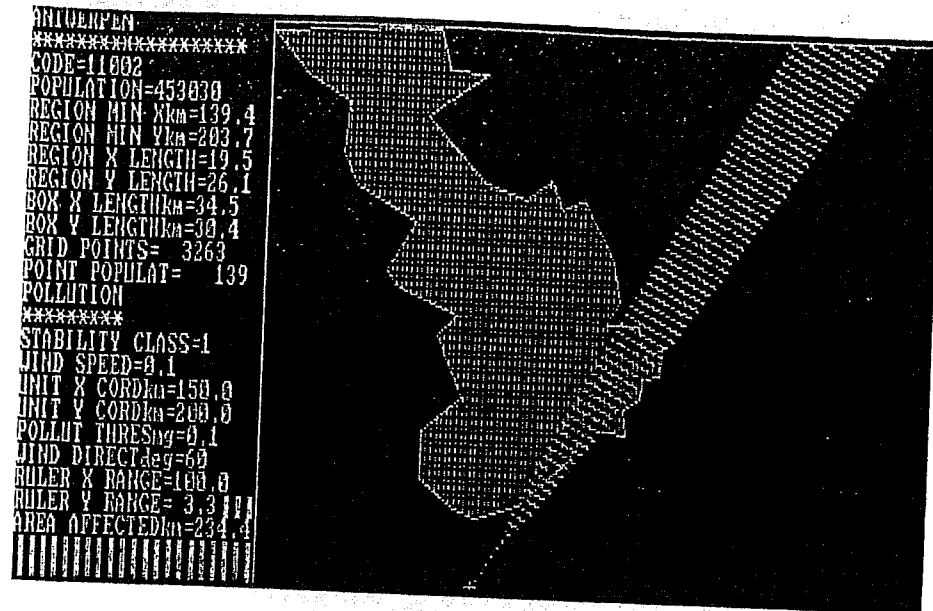 ANTWERPEN
*******************
CODE=11002
POPULATION=453030
REGION MIN Xkm=139.4
REGION MIN Ykm=203.7
REGION X LENGTH=19.5
REGION Y LENGTH=26.1
BOX X LENGTHkm=34.5
BOX Y LENGTHkm=30.4
GRID POINTS= 3263
POINT POPULAT= 139
POLLUTION
*********
STABILITY CLASS=1
WIND SPEED=0.1
UNIT X CORDkm=150.0
UNIT Y CORDkm=200.0
POLLUT THRESmg=0.1
WIND DIRECTdeg=60
RULER X RANGE=100.0
RULER Y RANGE= 3.3
AREA AFFECTEDkm=234.4